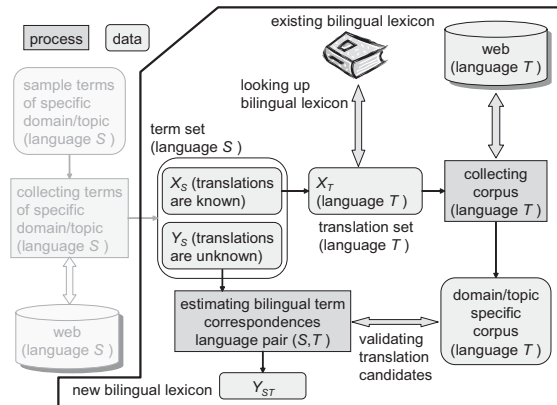 process
data
existing bilingual lexicon
web
(language T )
looking up
bilingual lexicon
sample terms
of specific
domain/topic
(language S )
term set
(language S )
collecting terms
of specific
domain/topic
(language S )
X_S (translations
are known)
X_T
(language T )
collecting
corpus
(language T )
translation set
(language T )
Y_S (translations
are unknown)
web
(language S )
estimating bilingual term
correspondences
language pair (S,T )
validating
translation
candidates
domain/topic
specific
corpus
(language T )
new bilingual lexicon
Y_ST